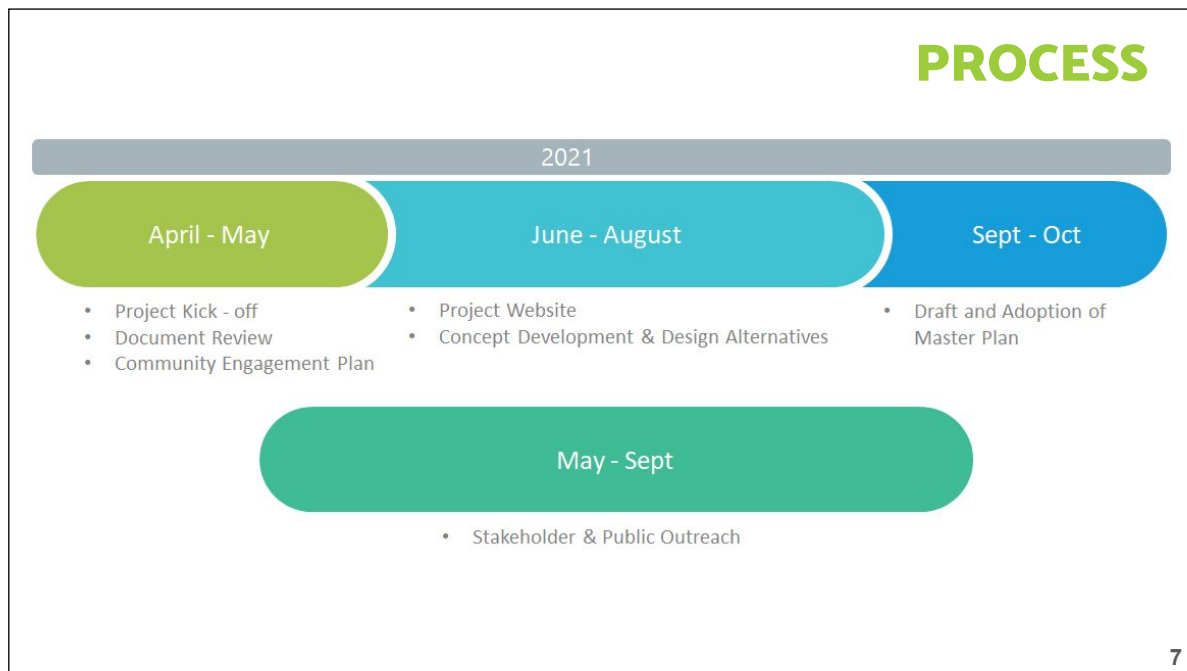 PROCESS
2021
April - May
June - August
Sept - Oct
• Project Kick - off
• Document Review
• Community Engagement Plan
• Project Website
• Concept Development & Design Alternatives
• Draft and Adoption of
Master Plan
May - Sept
• Stakeholder & Public Outreach
7